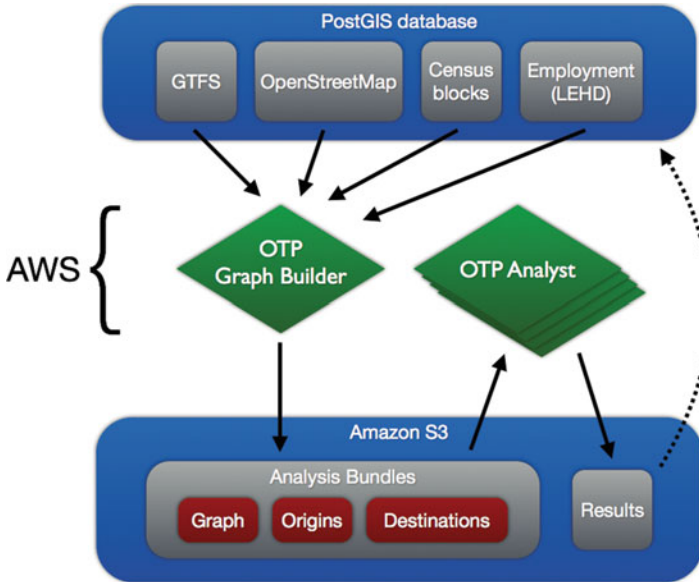 PostGIS database
GTFS
OpenStreetMap
Census
blocks
Employment
(LEHD)
AWS
OTP
Graph Builder
OTP Analyst
Amazon S3
Analysis Bundles
Graph
Origins
Destinations
Results